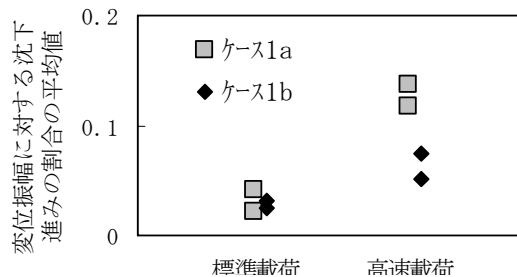 変位振幅に対する沈下
進みの割合の平均値
0.2
0.1
0
ケース1a
ケース1b
標準載荷
高速載荷